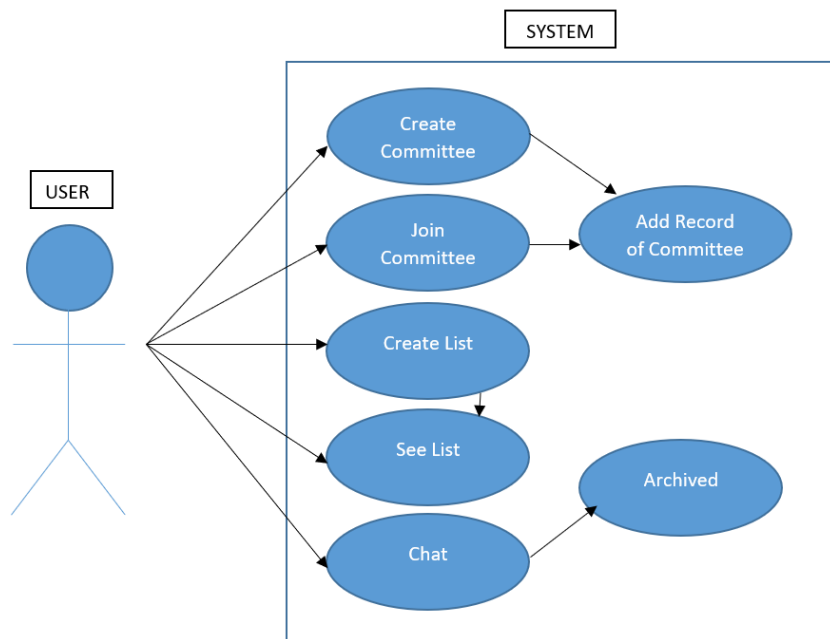 SYSTEM
USER
Create
Committee
Join
Committee
Add Record
of Committee
Create List
See List
Archived
Chat